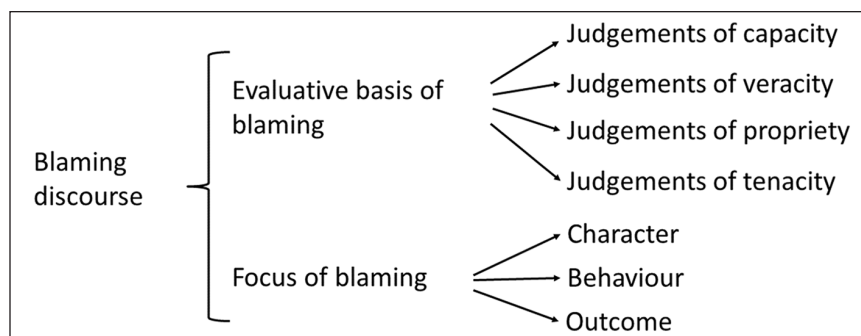 Blaming
discourse
Evaluative basis of
blaming
Judgements of capacity
Judgements of veracity
Judgements of propriety
Judgements of tenacity
Focus of blaming
Character
Behaviour
Outcome